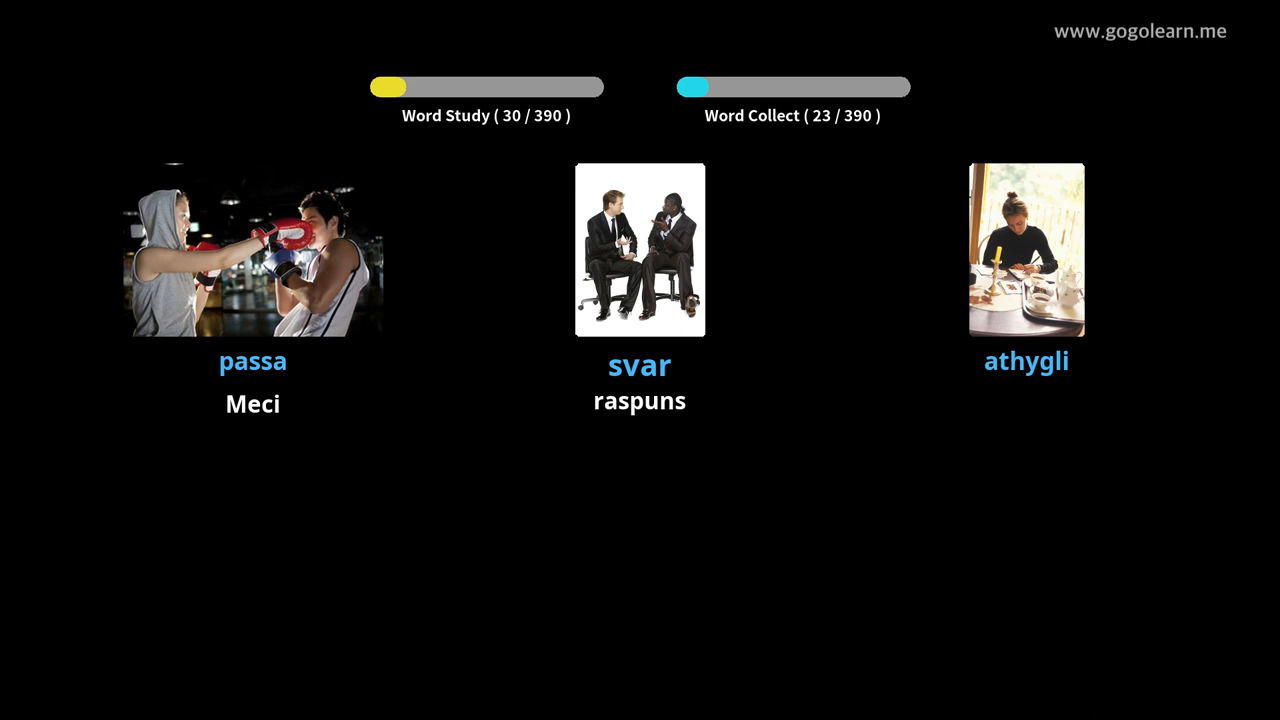 www.gogolearn.me
Word Study ( 30 / 390 )
Word Collect ( 23 / 390 )
passa
svar
athygli
Meci
raspuns